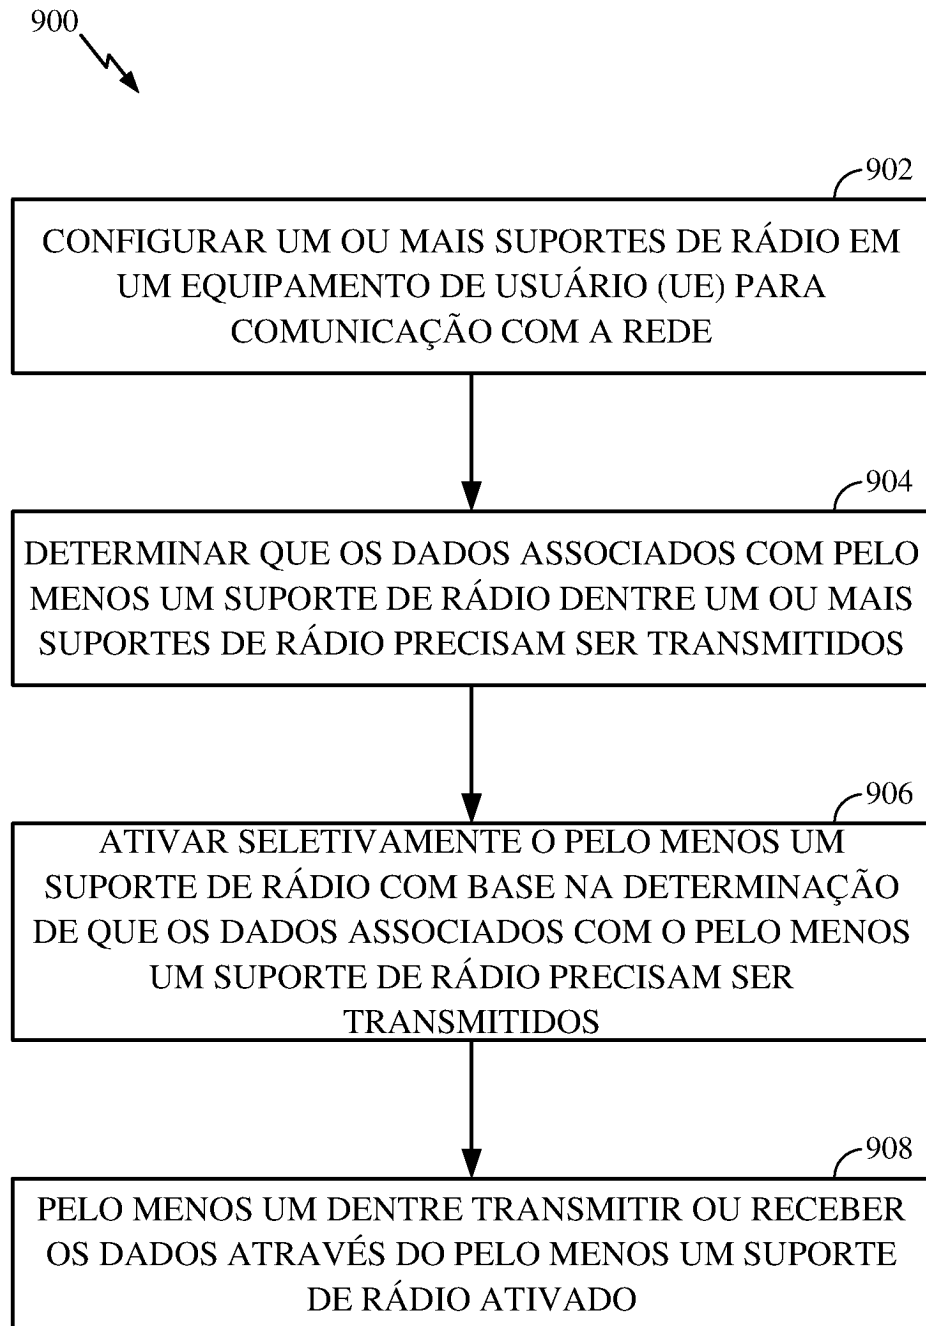 900
902
CONFIGURAR UM OU MAIS SUPORTES DE RÁDIO EM
UM EQUIPAMENTO DE USUÁRIO (UE) PARA
COMUNICAÇÃO COM A REDE
904
DETERMINAR QUE OS DADOS ASSOCIADOS COM PELO
MENOS UM SUPORTE DE RÁDIO DENTRE UM OU MAIS
SUPORTES DE RÁDIO PRECISAM SER TRANSMITIDOS
906
ATIVAR SELETIVAMENTE O PELO MENOS UM
SUPORTE DE RÁDIO COM BASE NA DETERMINAÇÃO
DE QUE OS DADOS ASSOCIADOS COM O PELO MENOS
UM SUPORTE DE RÁDIO PRECISAM SER
TRANSMITIDOS
908
PELO MENOS UM DENTRE TRANSMITIR OU RECEBER
OS DADOS ATRAVÉS DO PELO MENOS UM SUPORTE
DE RÁDIO ATIVADO